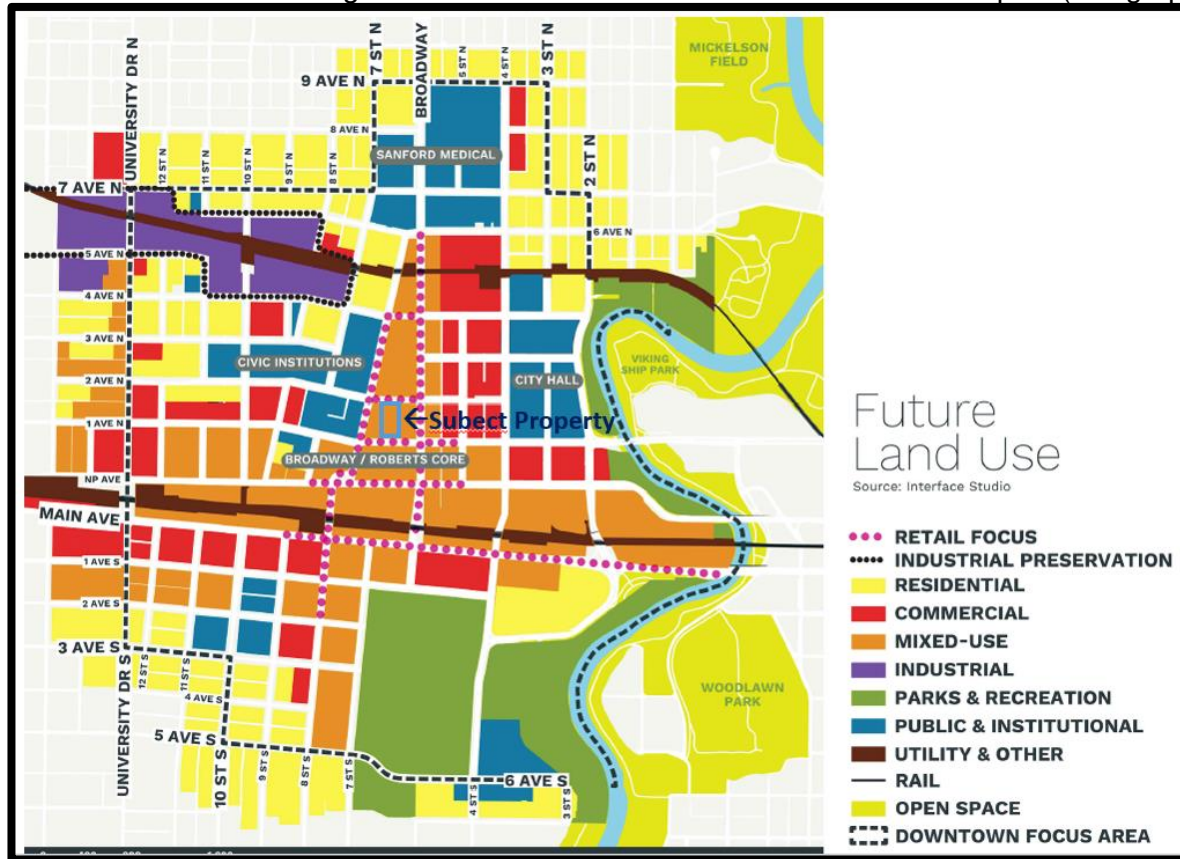 MICKELSON
FIELD
7 ST N
BROADWAY
5 ST N
4 ST N
3 ST N
9 AVE N
8 AVE N
UNIVERSITY DR N
12 ST N
11 ST N
10 ST N
9 ST N
8 ST N
SANFORD MEDICAL
2 ST N
7 AVE N
6 AVE N
5 AVE N
4 AVE N
3 AVE N
CIVIC INSTITUTIONS
CITY HALL
VIKING
SHIP PARK
2 AVE N
←Subect Property
1 AVE N
BROADWAY / ROBERTS CORE
NP AVE
MAIN AVE
1 AVE S
2 AVE S
3 AVE S
UNIVERSITY DR S
12 ST S
11 ST S
4 AVE S
5 AVE S
10 ST S
9 ST S
8 ST S
7 ST S
6 AVE S
4 ST S
3 ST S
WOODLAWN
PARK
Future
Land Use
Source: Interface Studio
RETAIL FOCUS
INDUSTRIAL PRESERVATION
RESIDENTIAL
COMMERCIAL
MIXED-USE
INDUSTRIAL
PARKS & RECREATION
PUBLIC & INSTITUTIONAL
UTILITY & OTHER
RAIL
OPEN SPACE
DOWNTOWN FOCUS AREA